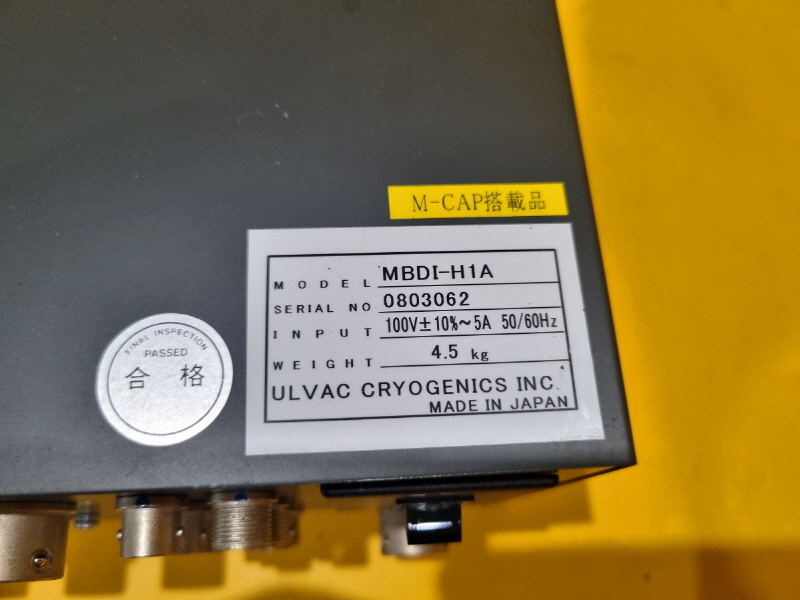 M-CAP搭載品
MODEL MBDI-H1A
SERIAL NO 0803062
INPUT 100V±10%~5A 50/60Hz
WEIGHT 4.5 kg
ULVAC CRYOGENICS INC.
MADE IN JAPAN
FINAL INSPECTION
PASSED
合格